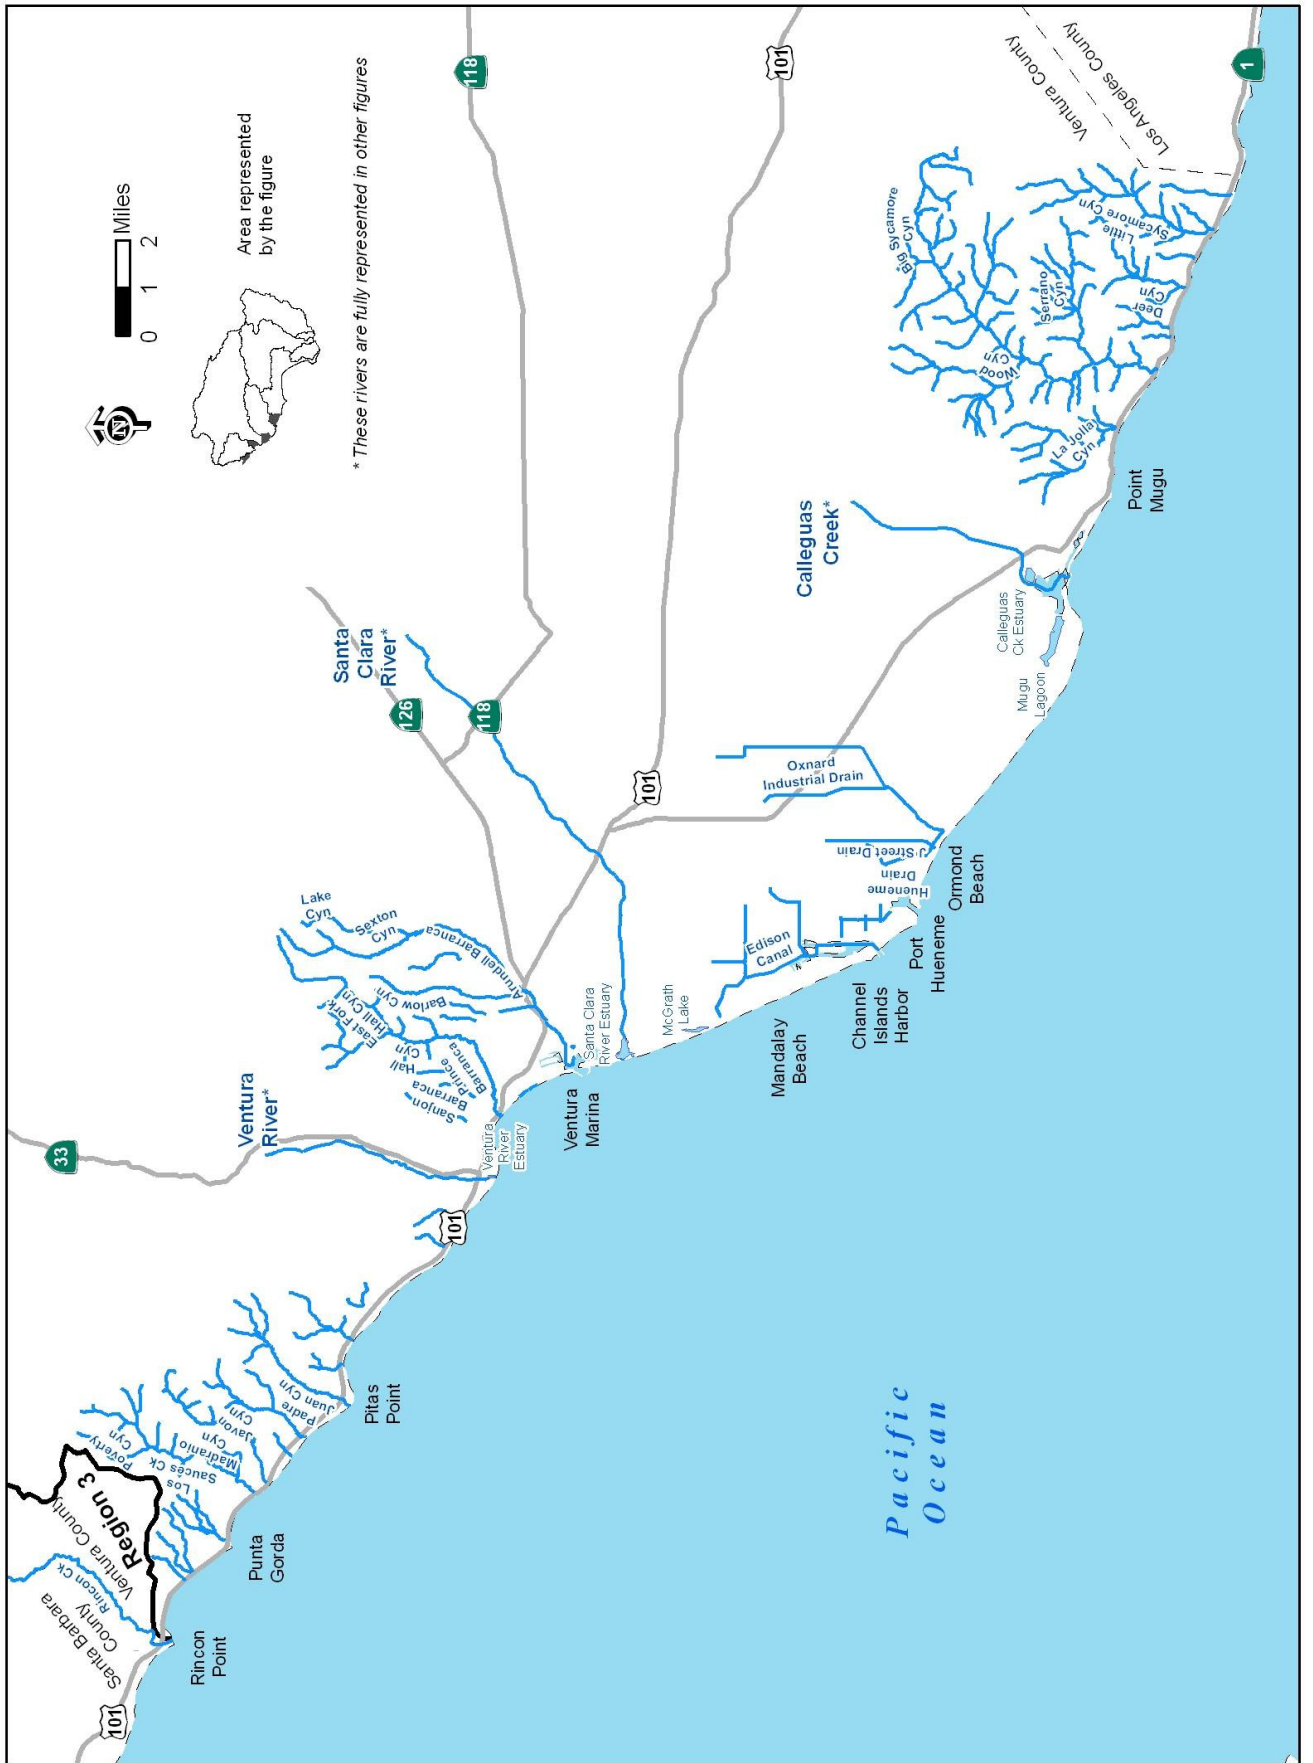 118
101
1
0 1 2 Miles
N
Area represented
by the figure
* These rivers are fully represented in other figures
Ventura County
Los Angeles County
Big Sycamore
Cyn
Little
Sycamore Cyn
Serrano
Cyn
Deer
Cyn
Wood
Cyn
La Jolla
Cyn
Point
Mugu
Calleguas
Creek*
Calleguas
Ck Estuary
Mugu
Lagoon
Santa
Clara
River*
126
118
101
Oxnard
Industrial Drain
J Street Drain
Hueneme
Drain
Ormond
Beach
Port
Hueneme
Edison
Canal
Channel
Islands
Harbor
Mandalay
Beach
McGrath
Lake
Santa Clara
River Estuary
Ventura
Marina
Lake
Cyn
Sexton
Cyn
Arundell Barranca
Barlow Cyn
East Fork
Hall Cyn
Hall
Cyn
Prince
Barranca
Sanjon
Barranca
Ventura
River*
33
Ventura
River
Estuary
101
Pitas
Point
Padre
Juan Cyn
Javon
Cyn
Madranio
Cyn
Los
Sauces Ck
Poverty
Cyn
Region 3
Ventura County
Santa Barbara
County
Rincon Ck
Punta
Gorda
Rincon
Point
101
Pacific
Ocean